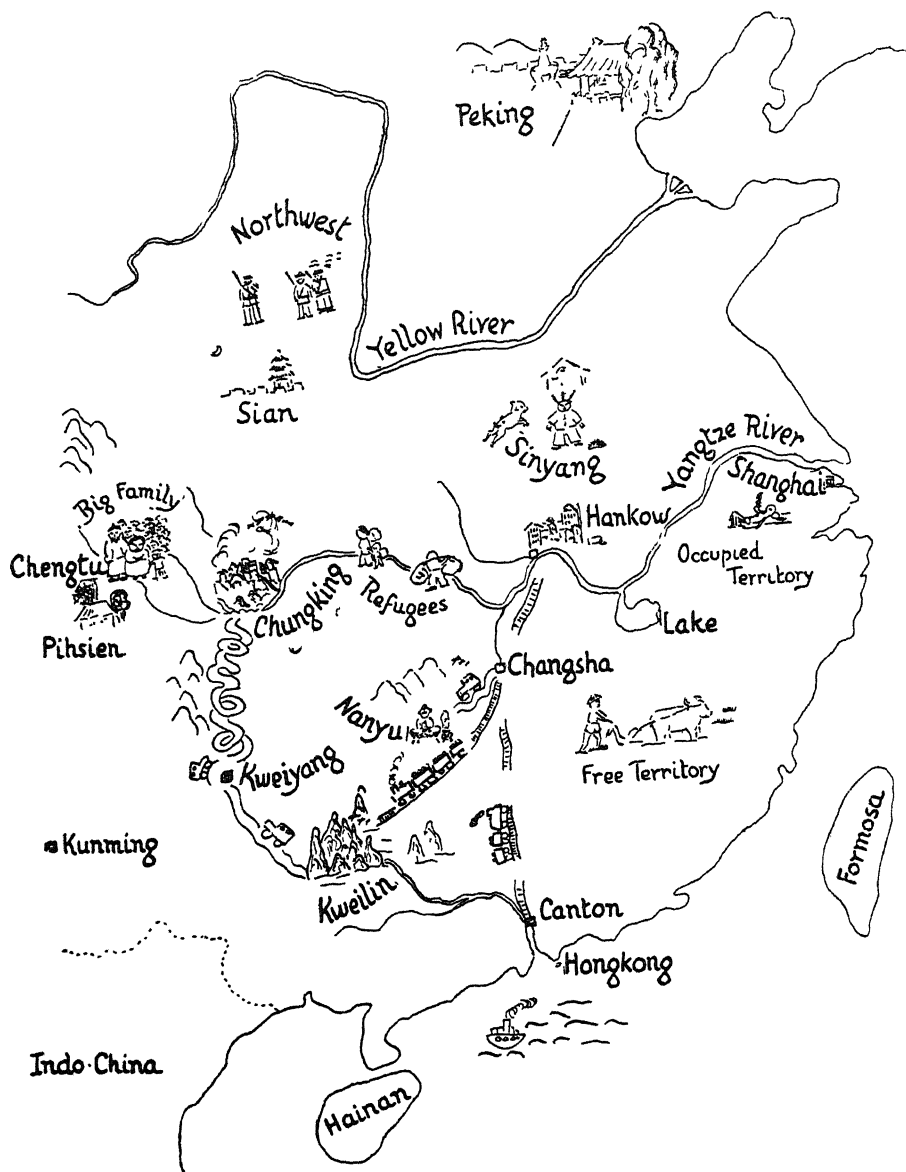 Peking
Northwest
Yellow River
Sian
Sinyang
Yangtze River
Shanghai
Big Family
Hankow
Occupied
Territory
Chengtu
Chungking
Refugees
Pihsien
Lake
Changsha
Nanyu
Free Territory
Kweiyang
Kunming
Formosa
Kweilin
Canton
Hongkong
Indo-China
Hainan